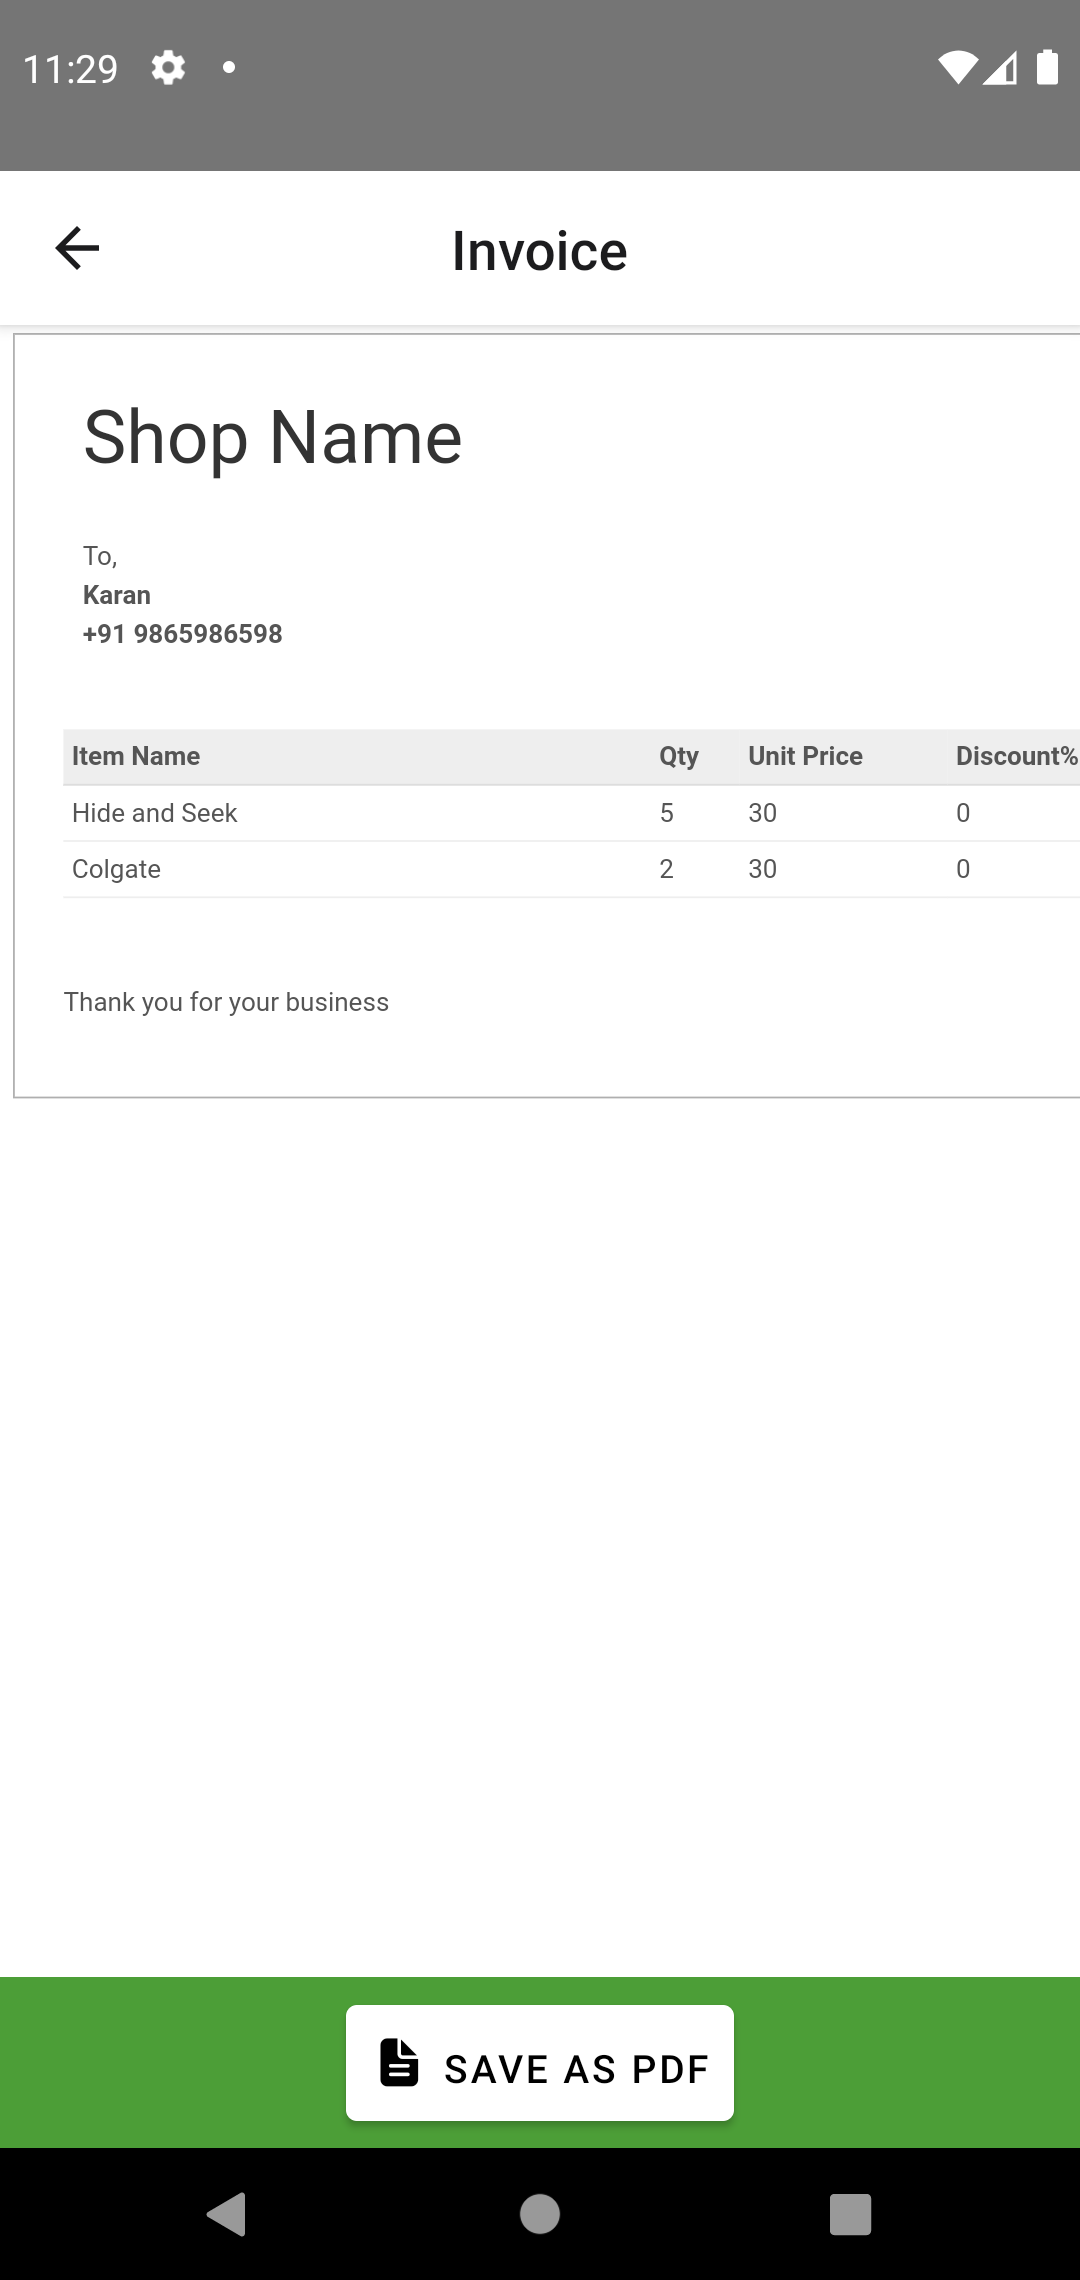 11:29
Invoice
Shop Name
To,
Karan
+91 9865986598
Item Name Qty Unit Price Discount%
Hide and Seek 5 30 0
Colgate 2 30 0
Thank you for your business
SAVE AS PDF